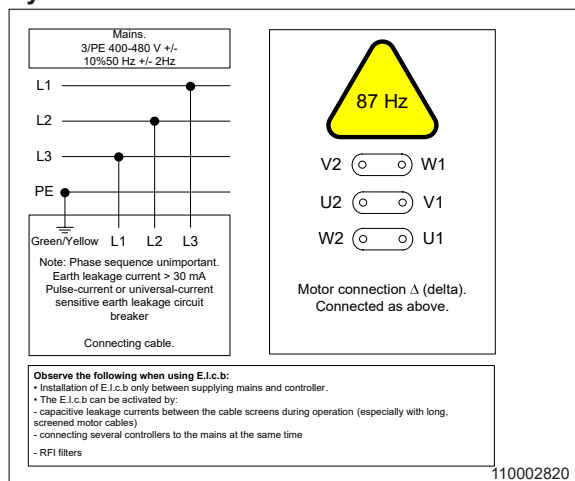 Mains.
3/PE 400-480 V +/-
10%50 Hz +/- 2Hz
L1
L2
L3
PE
Green/Yellow L1 L2 L3
Note: Phase sequence unimportant.
Earth leakage current > 30 mA
Pulse-current or universal-current
sensitive earth leakage circuit
breaker
Connecting cable.
87 Hz
V2 W1
U2 V1
W2 U1
Motor connection Δ (delta).
Connected as above.
Observe the following when using E.l.c.b:
• Installation of E.l.c.b only between supplying mains and controller.
• The E.l.c.b can be activated by:
- capacitive leakage currents between the cable screens during operation (especially with long,
screened motor cables)
- connecting several controllers to the mains at the same time
- RFI filters
110002820